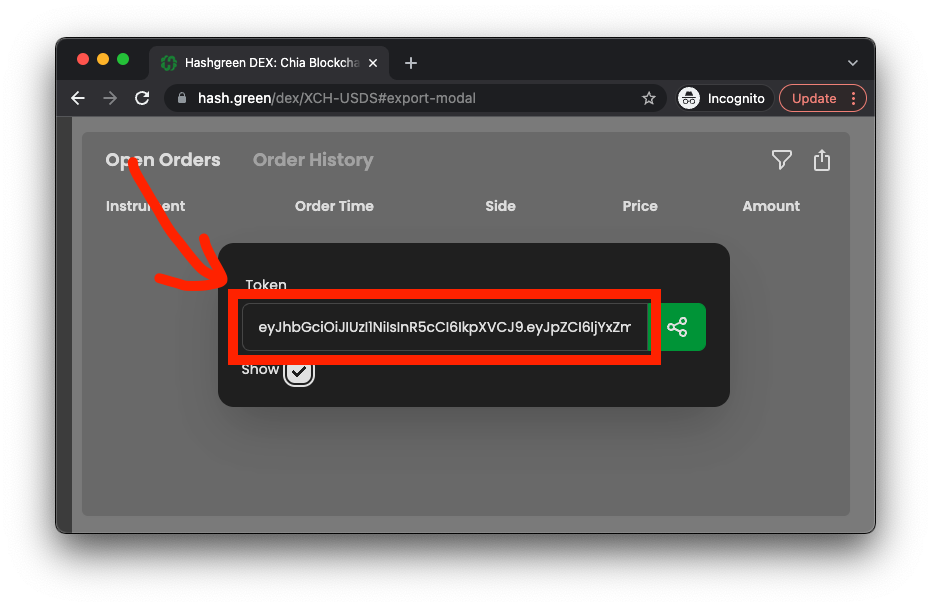 Hashgreen DEX: Chia Blockcha
hash.green/dex/XCH-USDS#export-modal
Incognito
Update
Open Orders
Order History
Instrument
Order Time
Side
Price
Amount
Token
eyJhbGciOiJIUzI1NiIsInR5cCI6IkpXVCJ9.eyJpZCI6IjYxZm
Show